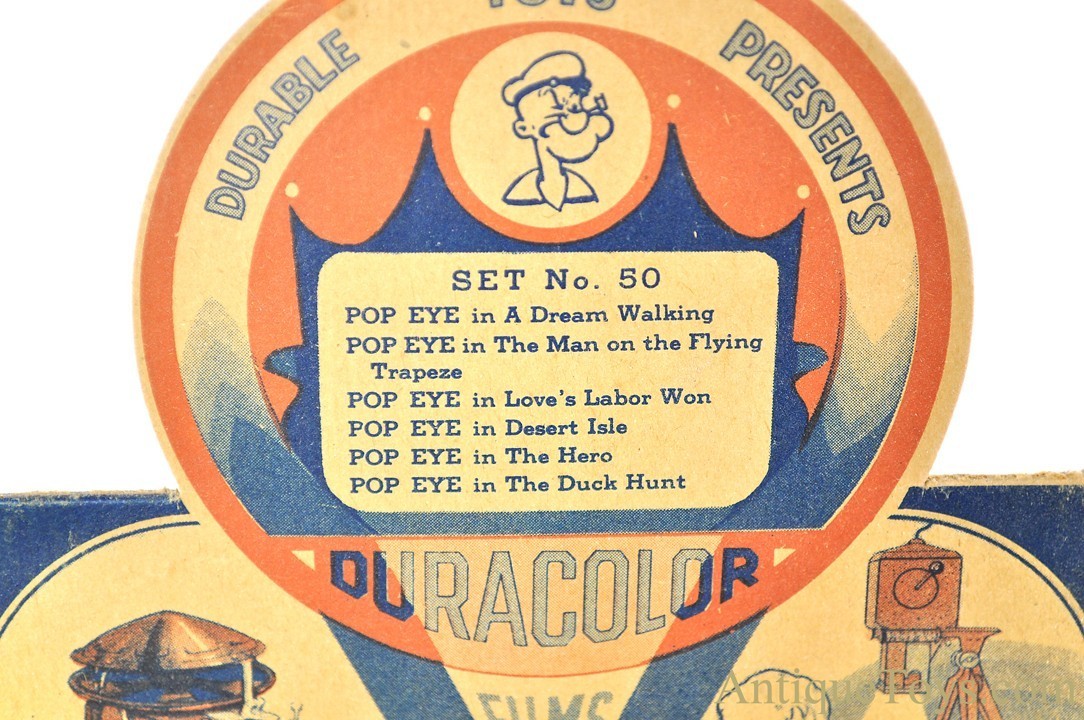 DURABLE TOYS PRESENTS
SET No. 50
POP EYE in A Dream Walking
POP EYE in The Man on the Flying
Trapeze
POP EYE in Love's Labor Won
POP EYE in Desert Isle
POP EYE in The Hero
POP EYE in The Duck Hunt
DURACOLOR
FILMS